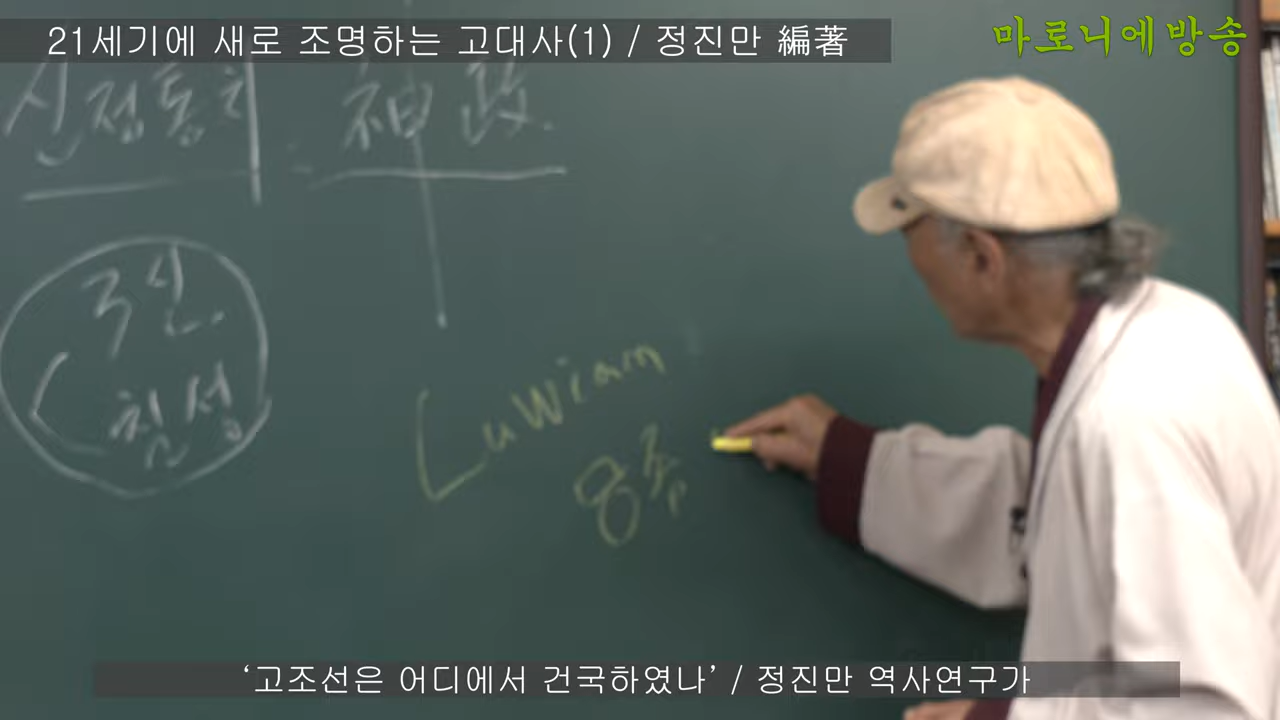 21세기에 새로 조명하는 고대사(1) / 정진만 編著
마로니에방송
신정통치 神政
국신
칠성
Luwian
용족
‘고조선은 어디에서 건국하였나’ / 정진만 역사연구가